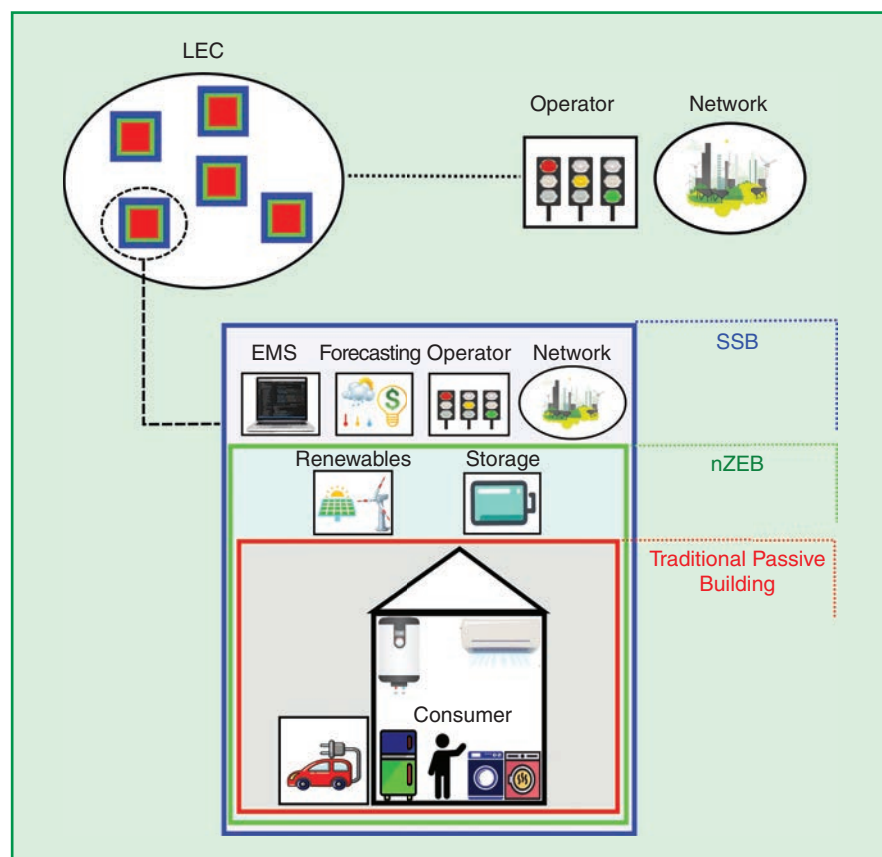 LEC
Operator
Network
SSB
EMS
Forecasting
Operator
Network
nZEB
Renewables
Storage
Traditional Passive
Building
Consumer